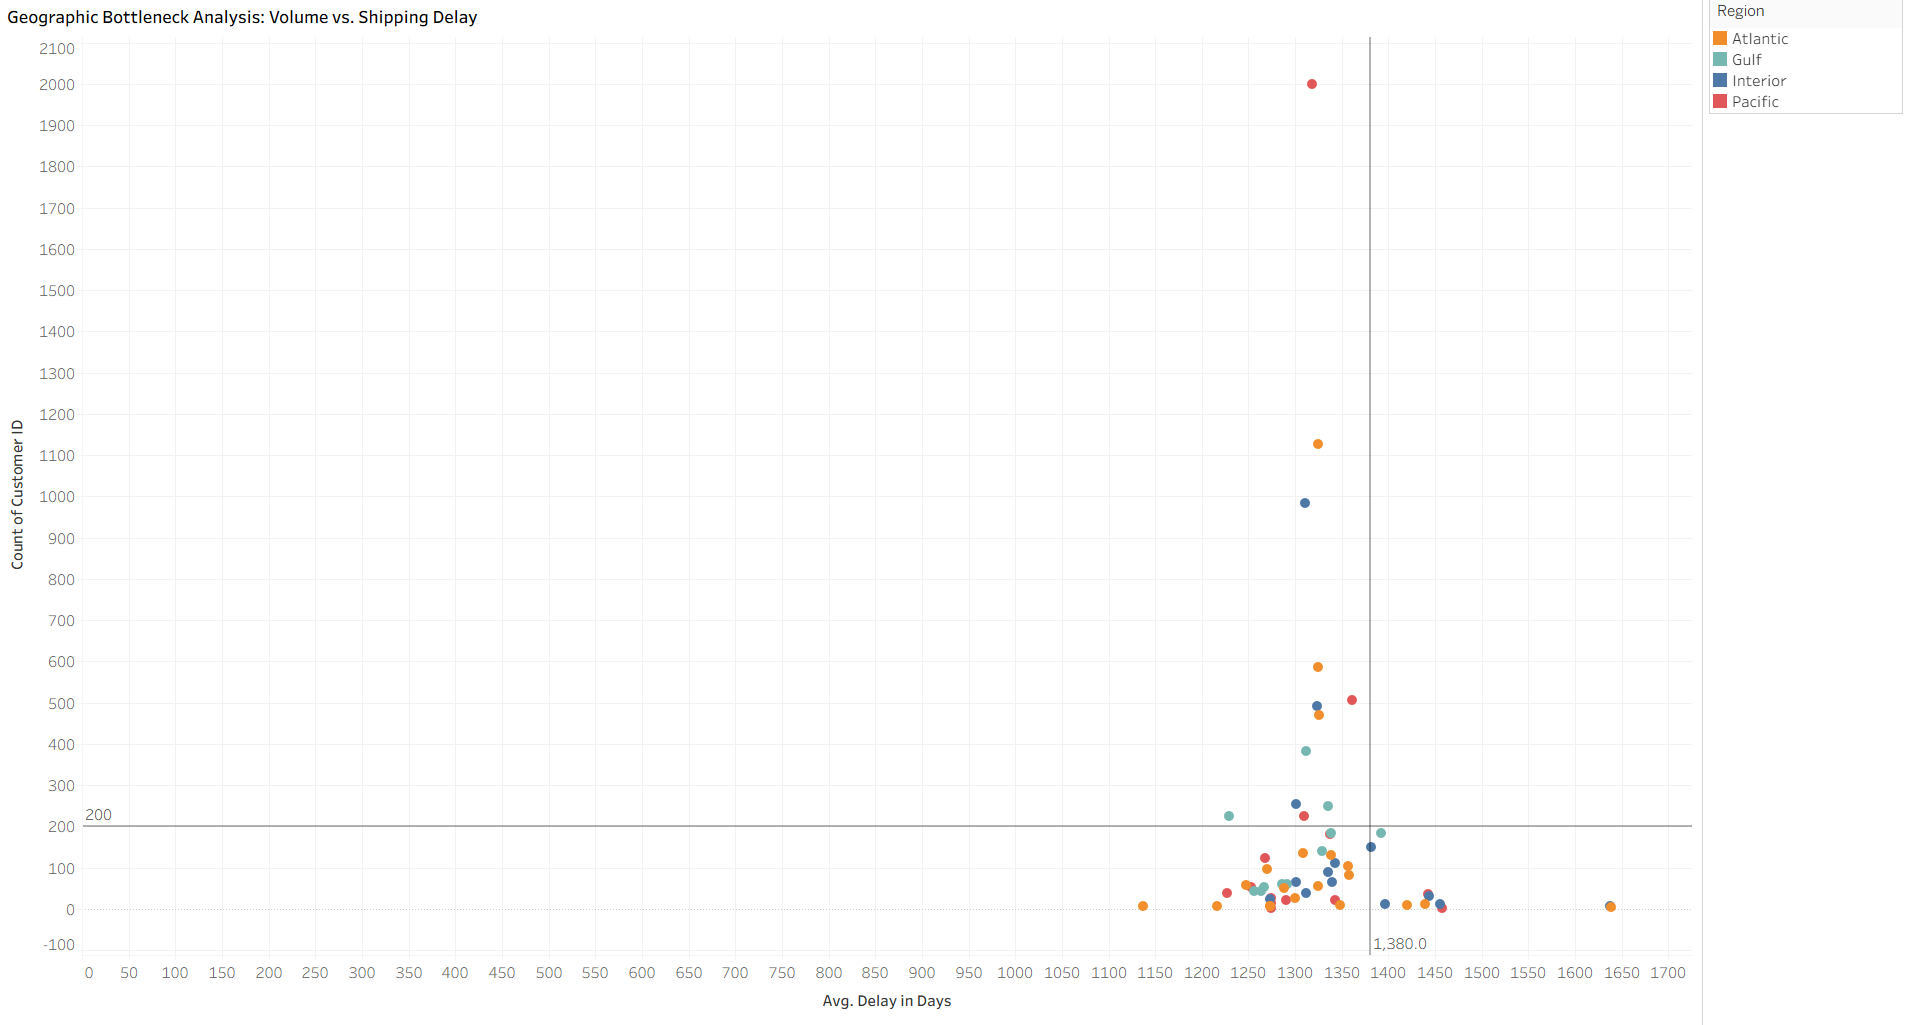 Geographic Bottleneck Analysis: Volume vs. Shipping Delay
Region
Atlantic
Gulf
Interior
Pacific
Count of Customer ID
2100
2000
1900
1800
1700
1600
1500
1400
1300
1200
1100
1000
900
800
700
600
500
400
300
200
200
100
0
-100
1,380.0
0 50 100 150 200 250 300 350 400 450 500 550 600 650 700 750 800 850 900 950 1000 1050 1100 1150 1200 1250 1300 1350 1400 1450 1500 1550 1600 1650 1700
Avg. Delay in Days